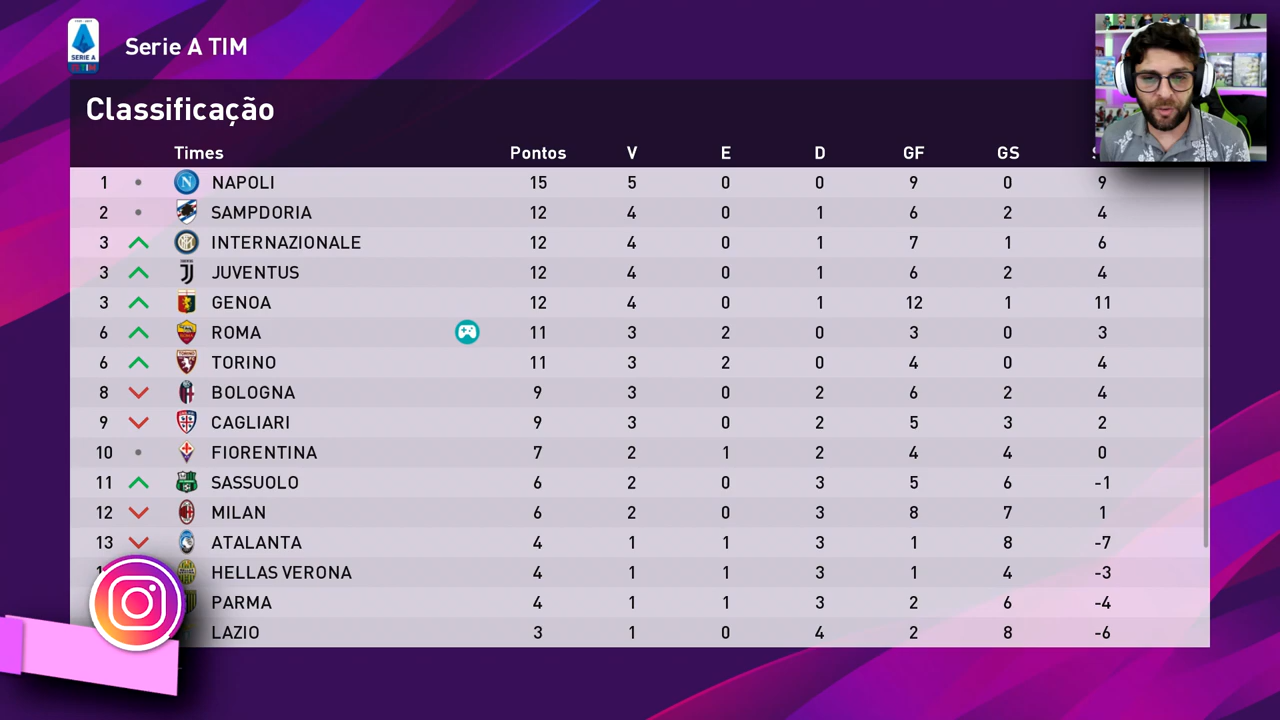 Serie A TIM
SERIE A
TIM
Classificação
Times Pontos V E D GF GS
1 NAPOLI 15 5 0 0 9 0 9
2 SAMPDORIA 12 4 0 1 6 2 4
3 INTERNAZIONALE 12 4 0 1 7 1 6
3 JUVENTUS 12 4 0 1 6 2 4
3 GENOA 12 4 0 1 12 1 11
6 ROMA 11 3 2 0 3 0 3
6 TORINO 11 3 2 0 4 0 4
8 BOLOGNA 9 3 0 2 6 2 4
9 CAGLIARI 9 3 0 2 5 3 2
10 FIORENTINA 7 2 1 2 4 4 0
11 SASSUOLO 6 2 0 3 5 6 -1
12 MILAN 6 2 0 3 8 7 1
13 ATALANTA 4 1 1 3 1 8 -7
HELLAS VERONA 4 1 1 3 1 4 -3
PARMA 4 1 1 3 2 6 -4
LAZIO 3 1 0 4 2 8 -6